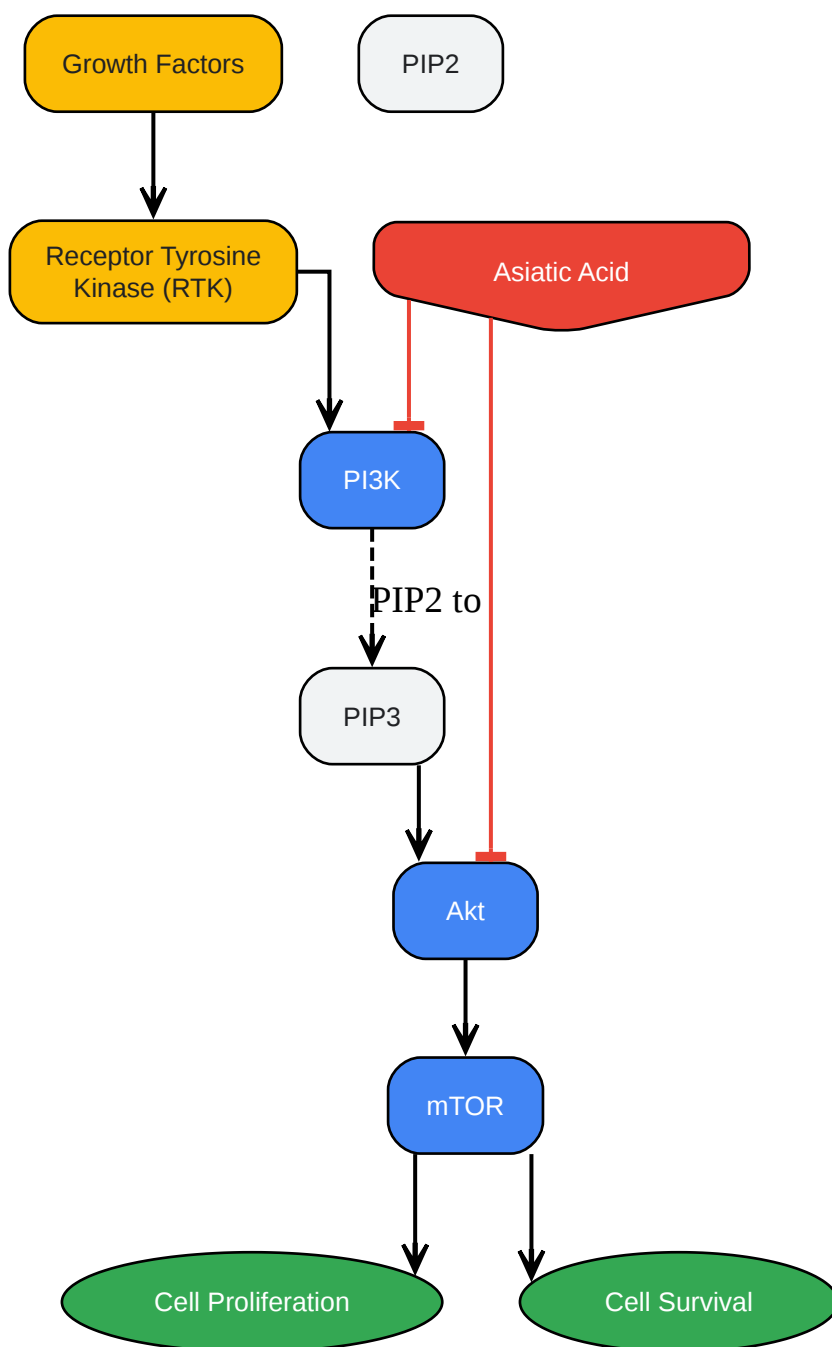 Growth Factors
PIP2
Receptor Tyrosine
Kinase (RTK)
Asiatic Acid
PI3K
PIP2 to
PIP3
Akt
mTOR
Cell Proliferation
Cell Survival